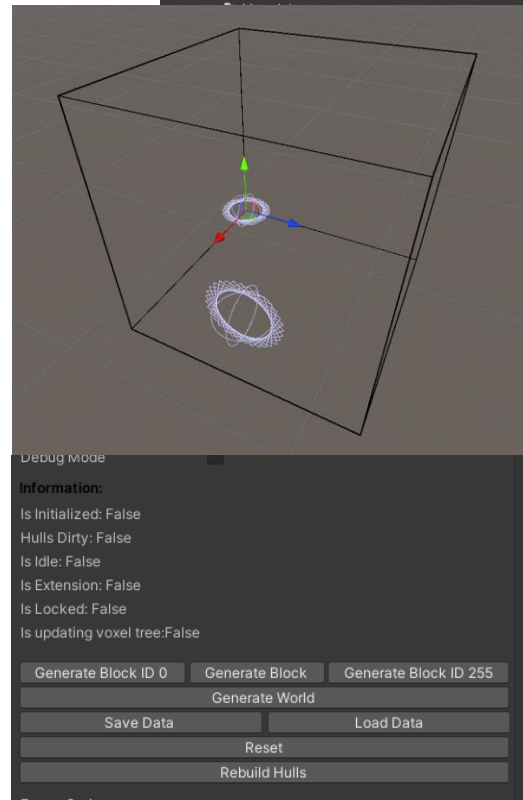 Debug Mode
Information:
Is Initialized: False
Hulls Dirty: False
Is Idle: False
Is Extension: False
Is Locked: False
Is updating voxel tree:False
Generate Block ID 0 Generate Block Generate Block ID 255
Generate World
Save Data Load Data
Reset
Rebuild Hulls